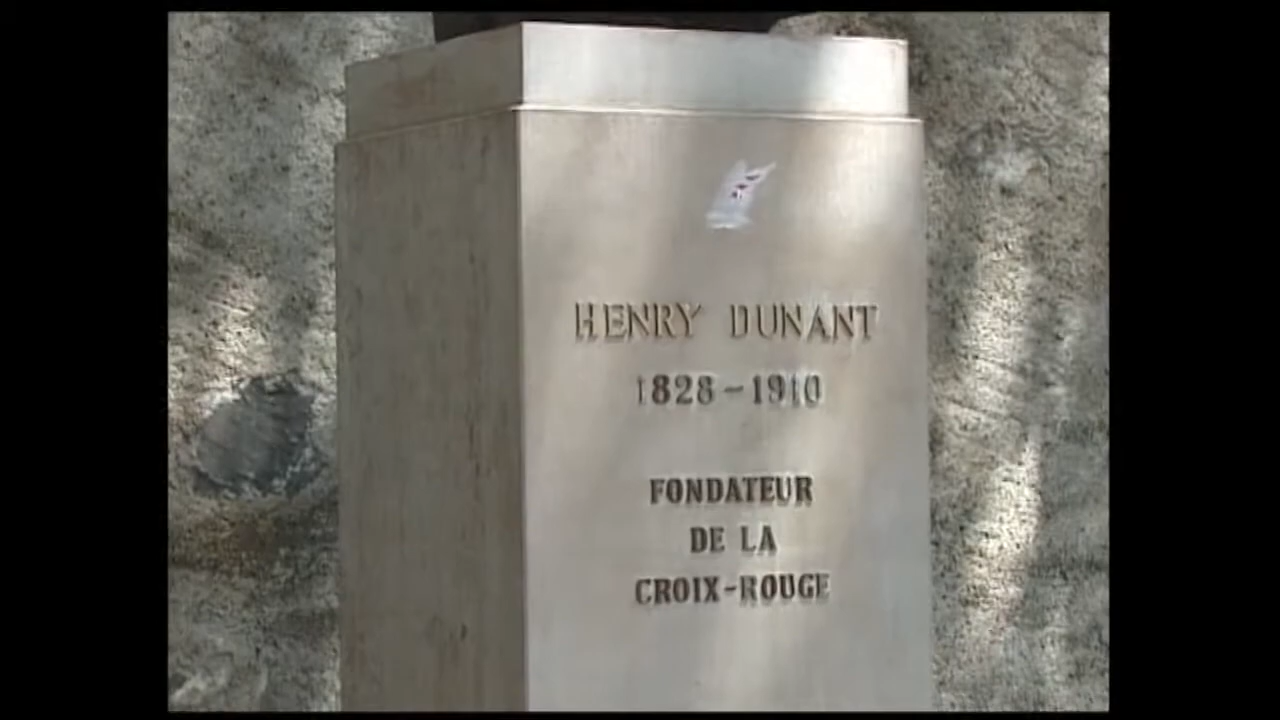 HENRY DUNANT
1828-1910
FONDATEUR
DE LA
CROIX-ROUGE